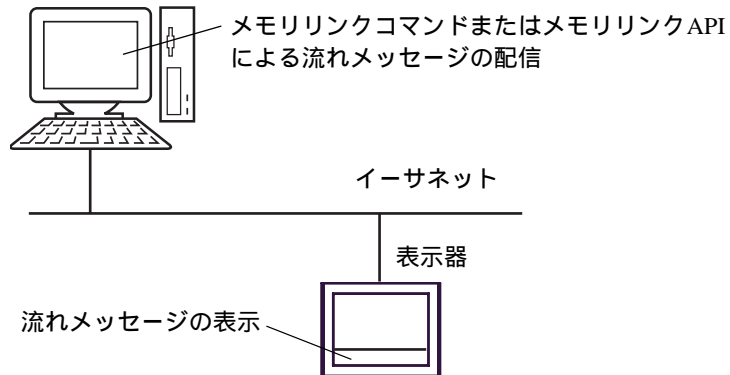 メモリリンクコマンドまたはメモリリンクAPI
による流れメッセージの配信
イーサネット
表示器
流れメッセージの表示